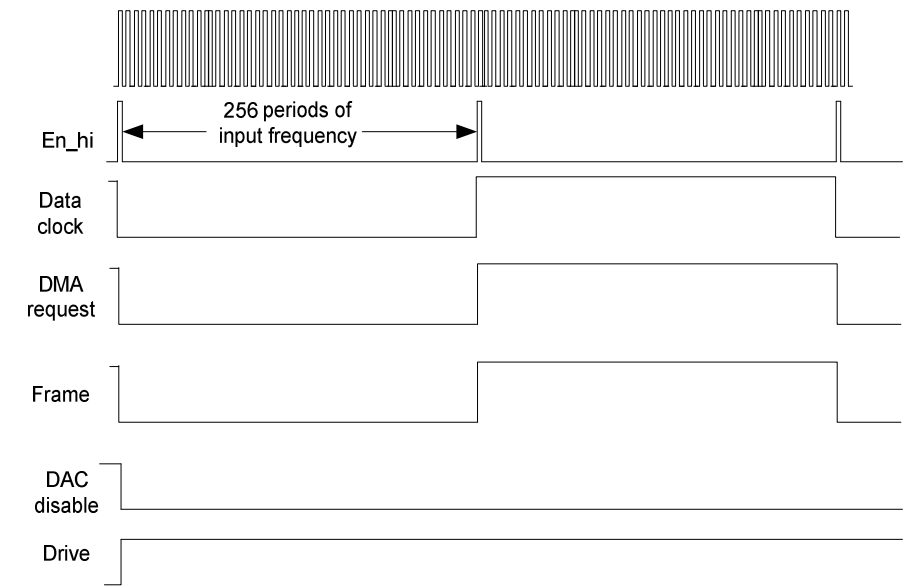 256 periods of
input frequency
En_hi
Data
clock
DMA
request
Frame
DAC
disable
Drive